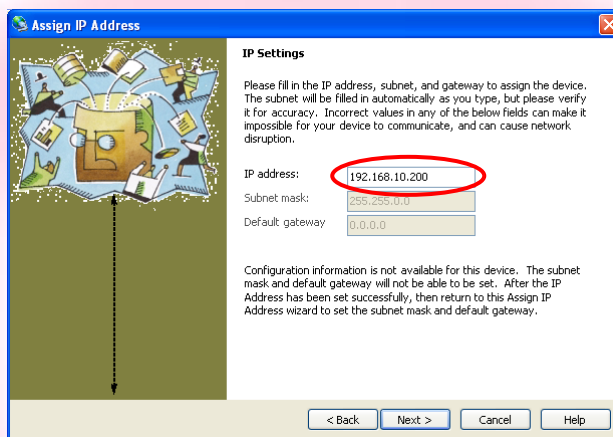 Assign IP Address
IP Settings
Please fill in the IP address, subnet, and gateway to assign the device.
The subnet will be filled in automatically as you type, but please verify
it for accuracy. Incorrect values in any of the below fields can make it
impossible for your device to communicate, and can cause network
disruption.
IP address: 192.168.10.200
Subnet mask: 255.255.0.0
Default gateway 0.0.0.0
Configuration information is not available for this device. The subnet
mask and default gateway will not be able to be set. After the IP
Address has been set successfully, then return to this Assign IP
Address wizard to set the subnet mask and default gateway.
< Back Next > Cancel Help